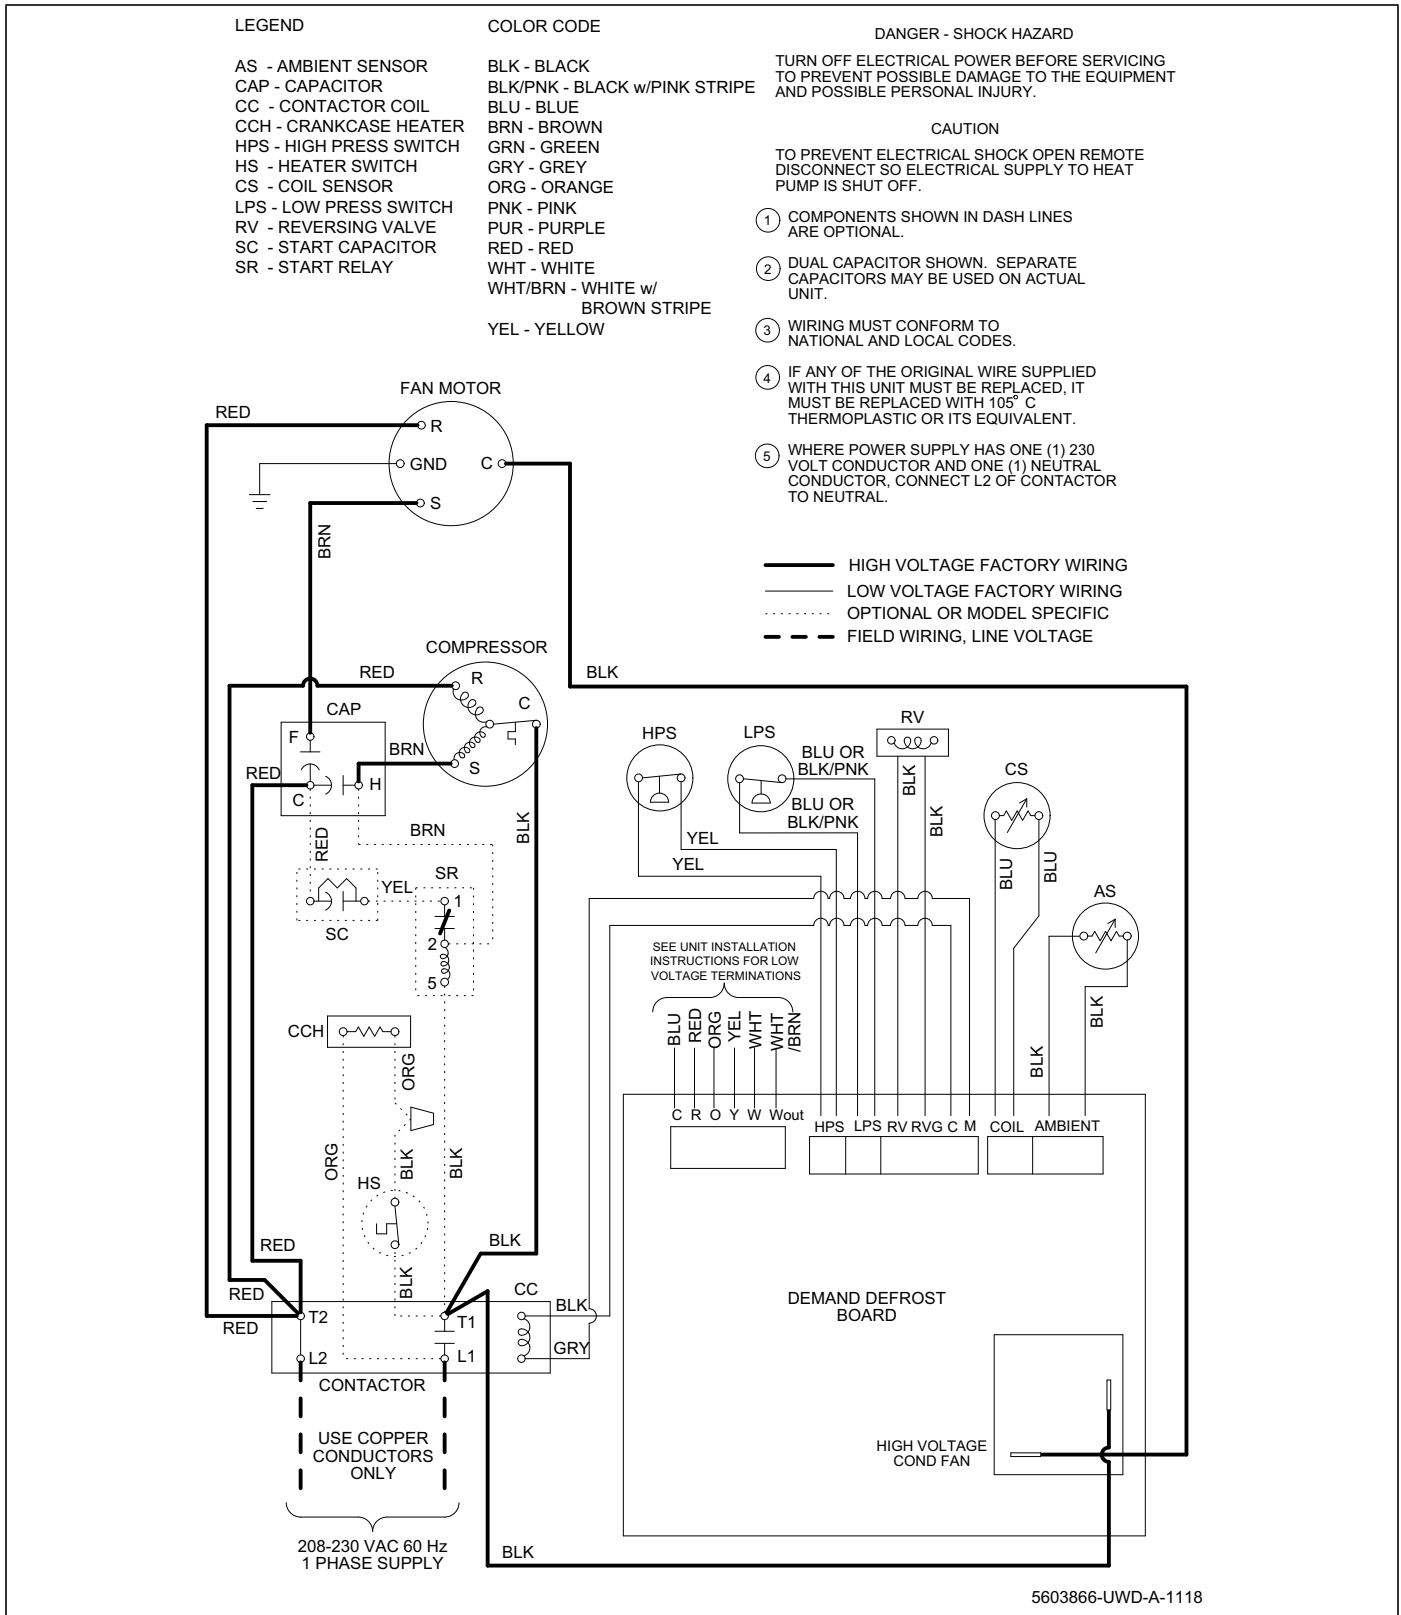 LEGEND
AS - AMBIENT SENSOR
CAP - CAPACITOR
CC - CONTACTOR COIL
CCH - CRANKCASE HEATER
HPS - HIGH PRESS SWITCH
HS - HEATER SWITCH
CS - COIL SENSOR
LPS - LOW PRESS SWITCH
RV - REVERSING VALVE
SC - START CAPACITOR
SR - START RELAY
COLOR CODE
BLK - BLACK
BLK/PNK - BLACK w/PINK STRIPE
BLU - BLUE
BRN - BROWN
GRN - GREEN
GRY - GREY
ORG - ORANGE
PNK - PINK
PUR - PURPLE
RED - RED
WHT - WHITE
WHT/BRN - WHITE w/
BROWN STRIPE
YEL - YELLOW
DANGER - SHOCK HAZARD
TURN OFF ELECTRICAL POWER BEFORE SERVICING
TO PREVENT POSSIBLE DAMAGE TO THE EQUIPMENT
AND POSSIBLE PERSONAL INJURY.
CAUTION
TO PREVENT ELECTRICAL SHOCK OPEN REMOTE
DISCONNECT SO ELECTRICAL SUPPLY TO HEAT
PUMP IS SHUT OFF.
1 COMPONENTS SHOWN IN DASH LINES
ARE OPTIONAL.
2 DUAL CAPACITOR SHOWN. SEPARATE
CAPACITORS MAY BE USED ON ACTUAL
UNIT.
3 WIRING MUST CONFORM TO
NATIONAL AND LOCAL CODES.
4 IF ANY OF THE ORIGINAL WIRE SUPPLIED
WITH THIS UNIT MUST BE REPLACED, IT
MUST BE REPLACED WITH 105° C
THERMOPLASTIC OR ITS EQUIVALENT.
5 WHERE POWER SUPPLY HAS ONE (1) 230
VOLT CONDUCTOR AND ONE (1) NEUTRAL
CONDUCTOR, CONNECT L2 OF CONTACTOR
TO NEUTRAL.
HIGH VOLTAGE FACTORY WIRING
LOW VOLTAGE FACTORY WIRING
OPTIONAL OR MODEL SPECIFIC
FIELD WIRING, LINE VOLTAGE
FAN MOTOR
RED
R
GND
C
S
BRN
COMPRESSOR
RED
R
C
S
BLK
CAP
F
BRN
RED
C
H
BLK
RED
BRN
SC
YEL
SR
1
2
5
CCH
ORG
ORG
BLK
BLK
HS
BLK
RED
BLK
RED
RED
T2
T1
CC
BLK
GRY
L2
L1
CONTACTOR
USE COPPER
CONDUCTORS
ONLY
208-230 VAC 60 Hz
1 PHASE SUPPLY
BLK
HPS
LPS
RV
CS
AS
BLU OR
BLK/PNK
BLU OR
BLK/PNK
YEL
YEL
BLK
BLK
BLU
BLU
BLK
BLK
SEE UNIT INSTALLATION
INSTRUCTIONS FOR LOW
VOLTAGE TERMINATIONS
BLU
RED
ORG
YEL
WHT
WHT
/BRN
C R O Y W Wout
HPS LPS RV RVG C M COIL AMBIENT
DEMAND DEFROST
BOARD
HIGH VOLTAGE
COND FAN
5603866-UWD-A-1118